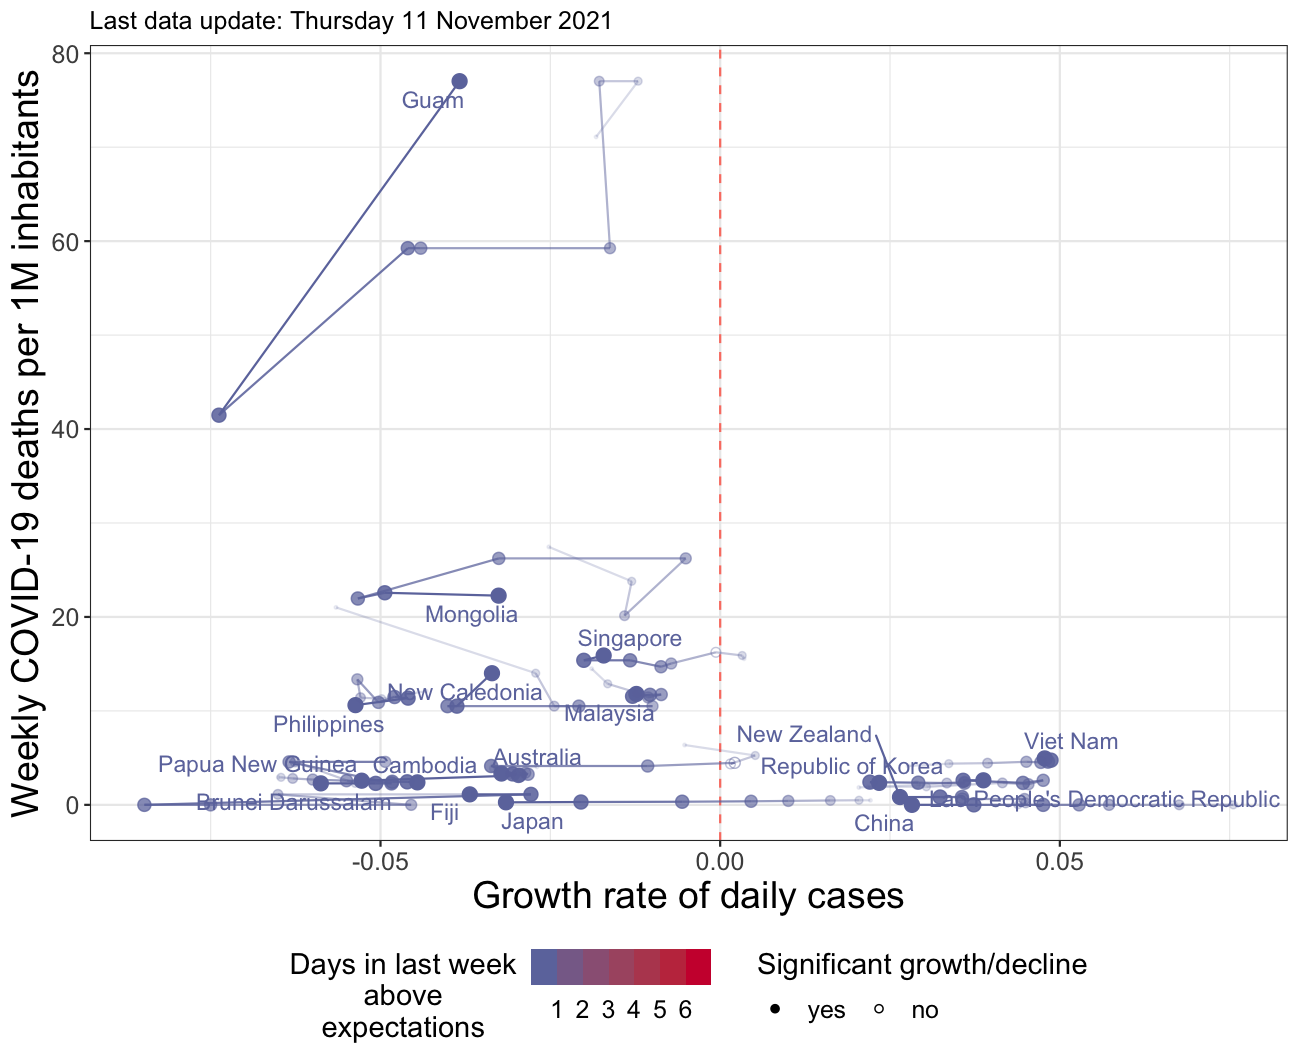 Last data update: Thursday 11 November 2021
Weekly COVID-19 deaths per 1M inhabitants
80
60
40
20
0
Guam
Mongolia
Singapore
New Caledonia
Malaysia
Philippines
New Zealand
Viet Nam
Papua New Guinea
Cambodia
Australia
Republic of Korea
Brunei Darussalam
Fiji
Japan
Lao People's Democratic Republic
China
-0.05
0.00
0.05
Growth rate of daily cases
Days in last week
above
expectations
1 2 3 4 5 6
Significant growth/decline
yes
no